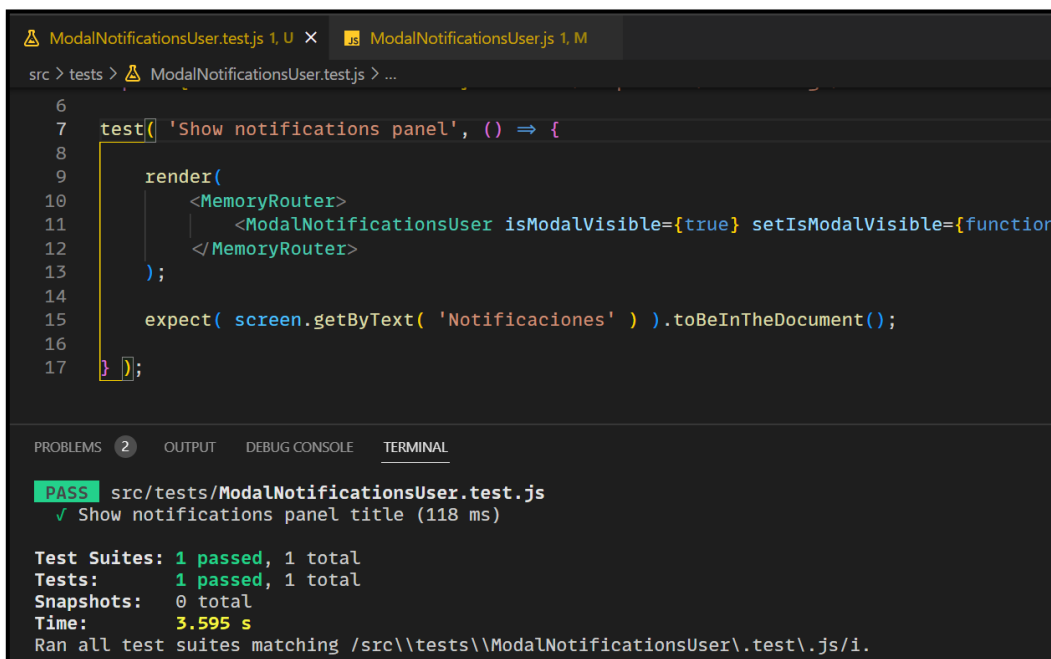 ModalNotificationsUser.test.js 1, U × JS ModalNotificationsUser.js 1, M
src > tests > ModalNotificationsUser.test.js > ...
6
7 test( 'Show notifications panel', () ⇒ {
8
9 render(
10 <MemoryRouter>
11 <ModalNotificationsUser isModalVisible={true} setIsModalVisible={function
12 </MemoryRouter>
13 );
14
15 expect( screen.getByText( 'Notificaciones' ) ).toBeInTheDocument();
16
17 } );
PROBLEMS 2 OUTPUT DEBUG CONSOLE TERMINAL
PASS src/tests/ModalNotificationsUser.test.js
√ Show notifications panel title (118 ms)
Test Suites: 1 passed, 1 total
Tests: 1 passed, 1 total
Snapshots: 0 total
Time: 3.595 s
Ran all test suites matching /src\\tests\\ModalNotificationsUser\.test\.js/i.